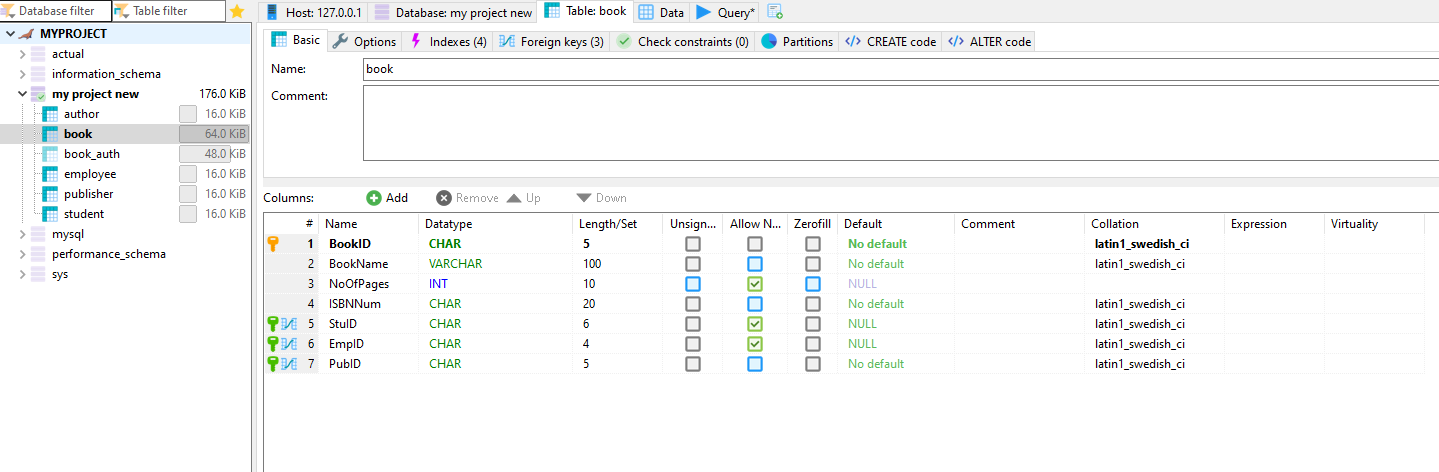 Database filter Table filter Host: 127.0.0.1 Database: my project new Table: book Data Query*
MYPROJECT
actual
information_schema
my project new 176.0 KiB
author 16.0 KiB
book 64.0 KiB
book_auth 48.0 KiB
employee 16.0 KiB
publisher 16.0 KiB
student 16.0 KiB
mysql
performance_schema
sys
Basic Options Indexes (4) Foreign keys (3) Check constraints (0) Partitions CREATE code ALTER code
Name: book
Comment:
Columns: Add Remove Up Down
# Name Datatype Length/Set Unsign... Allow N... Zerofill Default Comment Collation Expression Virtuality
1 BookID CHAR 5 No default latin1_swedish_ci
2 BookName VARCHAR 100 No default latin1_swedish_ci
3 NoOfPages INT 10 NULL
4 ISBNNum CHAR 20 No default latin1_swedish_ci
5 StuID CHAR 6 NULL latin1_swedish_ci
6 EmpID CHAR 4 NULL latin1_swedish_ci
7 PubID CHAR 5 No default latin1_swedish_ci